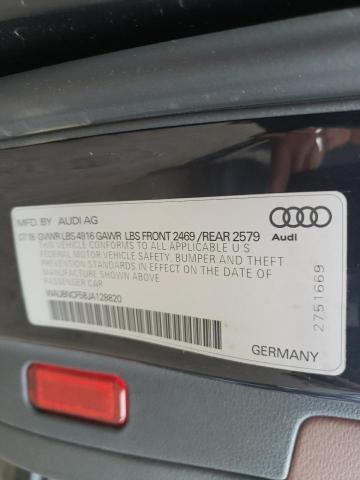 MFD. BY AUDI AG
07.18 GVWR LBS 4916 GAWR LBS FRONT 2469 /REAR 2579
THIS VEHICLE CONFORMS TO ALL APPLICABLE U S
FEDERAL MOTOR VEHICLE SAFETY, BUMPER AND THEFT
PREVENTION STANDARDS IN EFFECT ON THE DATE OF
MANUFACTURE SHOWN ABOVE.
PASSENGER CAR
WAUBNCF58JA128820
Audi
2751669
GERMANY